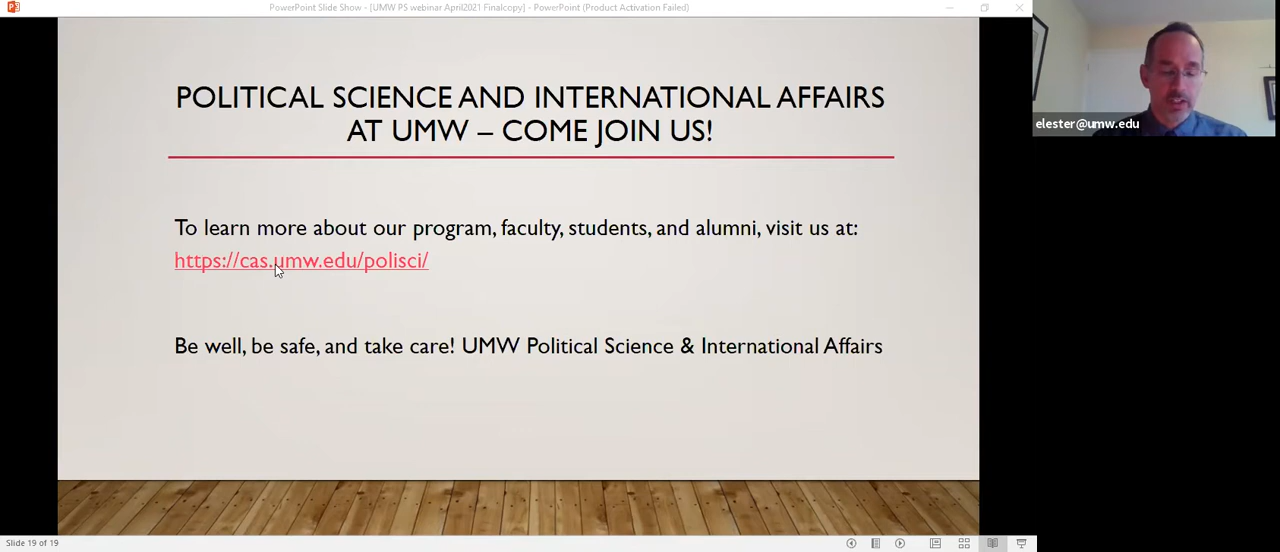 PowerPoint Slide Show - [UMW PS webinar April2021 Finalcopy] - PowerPoint (Product Activation Failed)
POLITICAL SCIENCE AND INTERNATIONAL AFFAIRS
AT UMW – COME JOIN US!
elester@umw.edu
To learn more about our program, faculty, students, and alumni, visit us at:
https://cas.umw.edu/polisci/
Be well, be safe, and take care! UMW Political Science & International Affairs
Slide 19 of 19